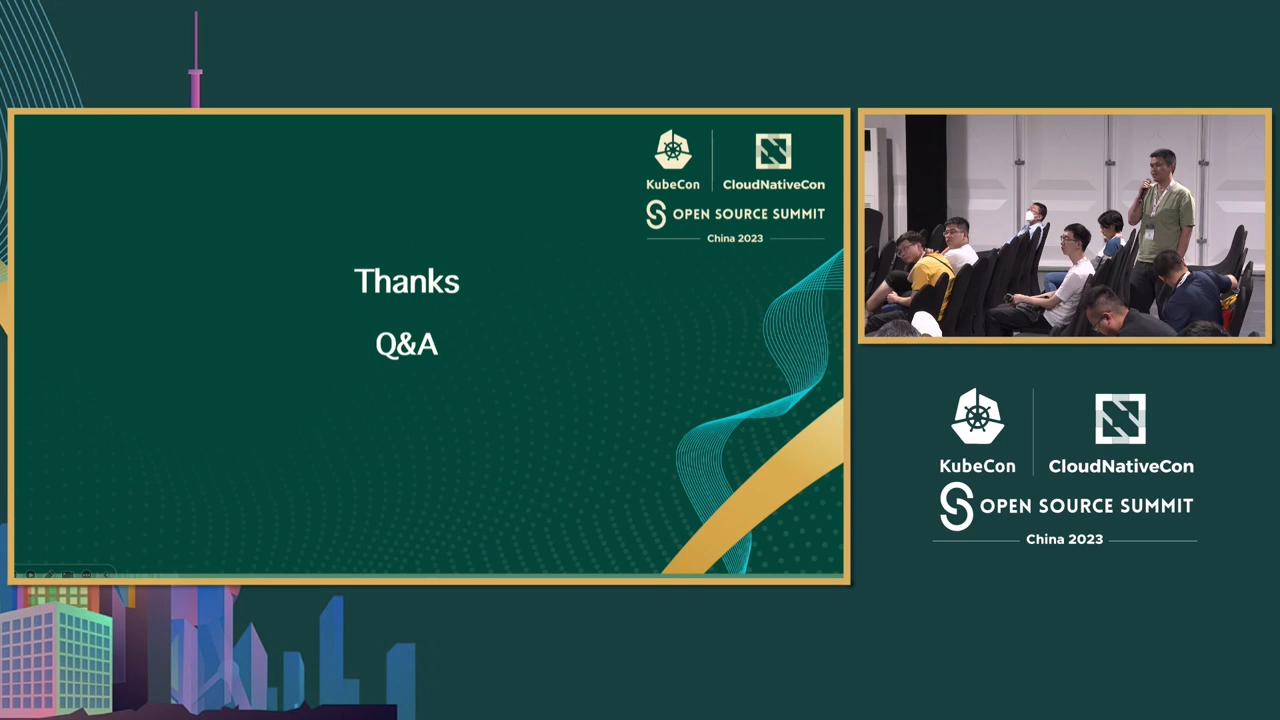 KubeCon
CloudNativeCon
OPEN SOURCE SUMMIT
China 2023
Thanks
Q&A
KubeCon
CloudNativeCon
OPEN SOURCE SUMMIT
China 2023